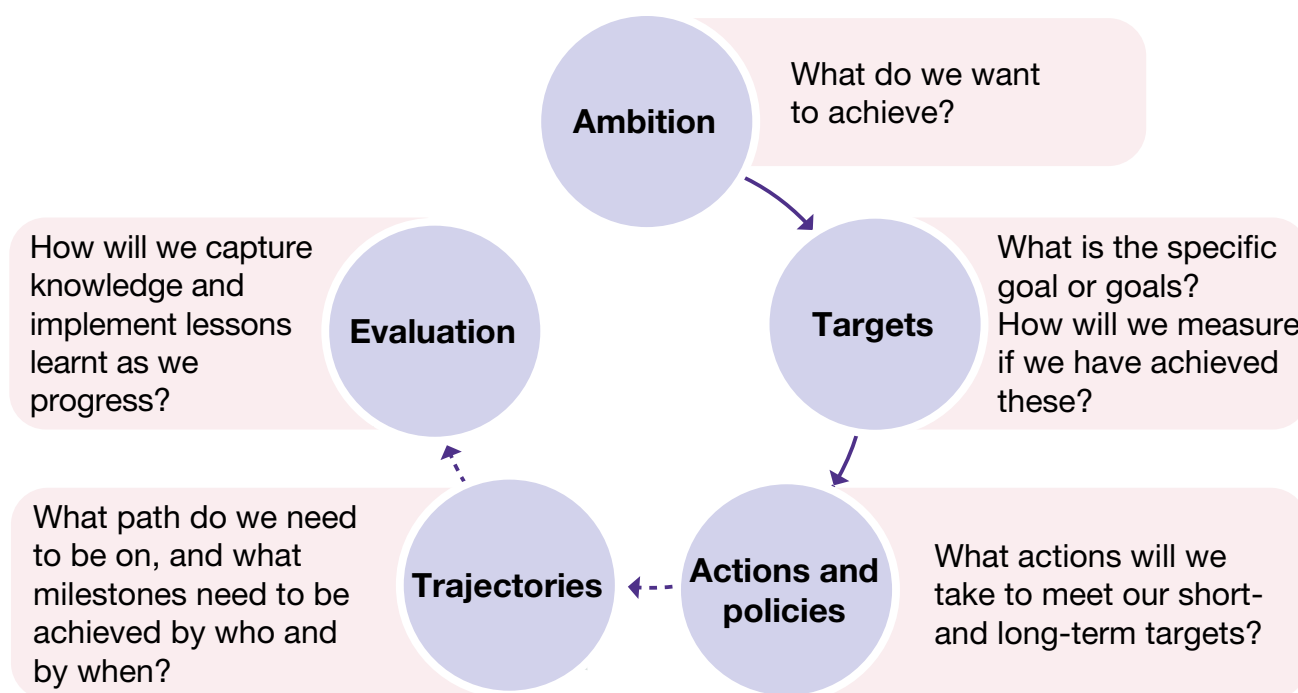 Ambition
What do we want
to achieve?
Targets
What is the specific
goal or goals?
How will we measure
if we have achieved
these?
Actions and
policies
What actions will we
take to meet our short-
and long-term targets?
Trajectories
What path do we need
to be on, and what
milestones need to be
achieved by who and
by when?
Evaluation
How will we capture
knowledge and
implement lessons
learnt as we
progress?